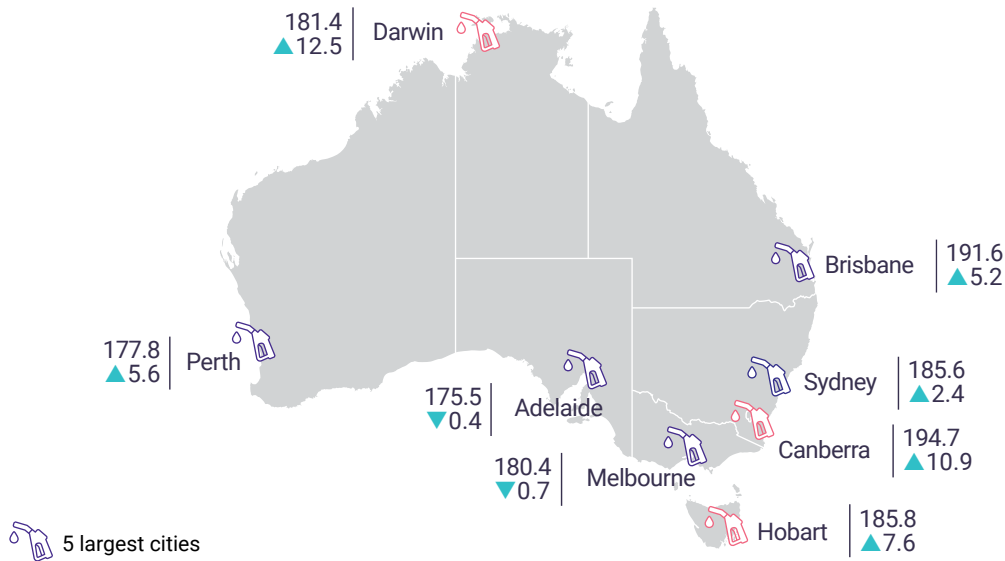 181.4
▲12.5
Darwin
Brisbane
191.6
▲5.2
177.8
▲5.6
Perth
175.5
▼0.4
Adelaide
Sydney
185.6
▲2.4
Canberra
194.7
▲10.9
180.4
▼0.7
Melbourne
Hobart
185.8
▲7.6
5 largest cities